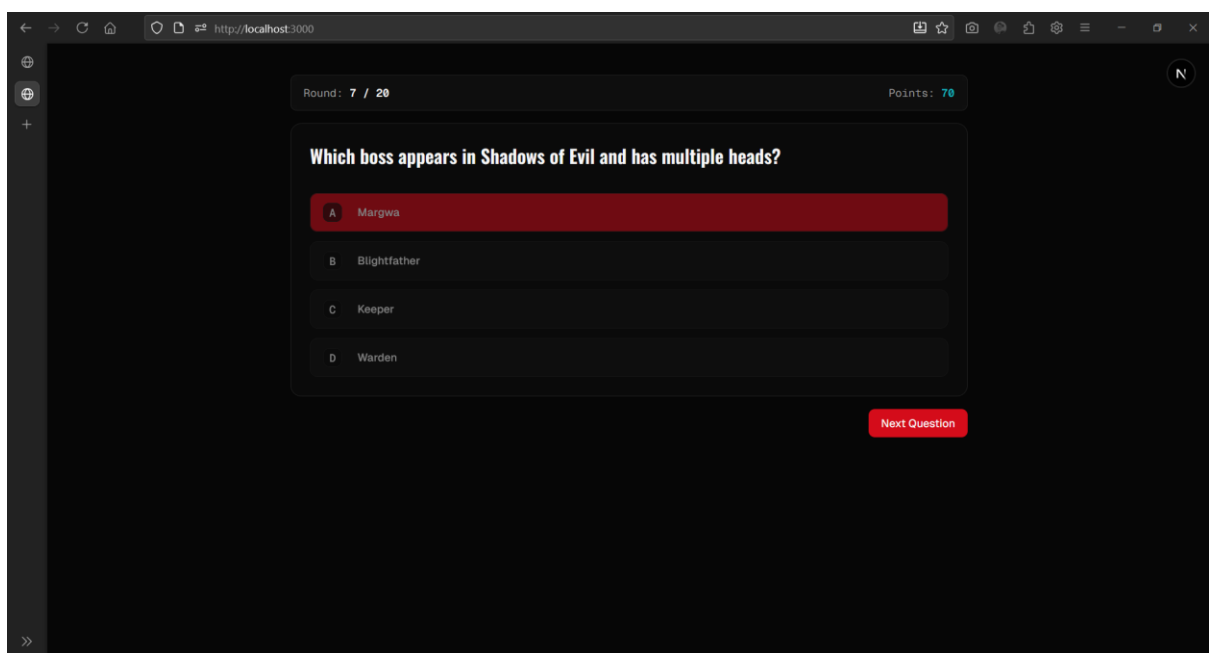 http://localhost:3000
N
Round: 7 / 20 Points: 70
Which boss appears in Shadows of Evil and has multiple heads?
A Margwa
B Blightfather
C Keeper
D Warden
Next Question